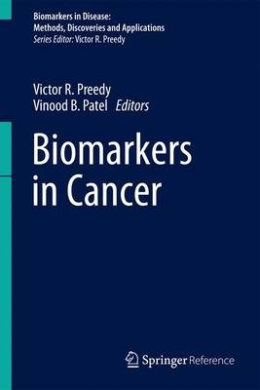 Biomarkers in Disease:
Methods, Discoveries and Applications
Series Editor: Victor R. Preedy
Victor R. Preedy
Vinood B. Patel Editors
Biomarkers
in Cancer
Springer Reference